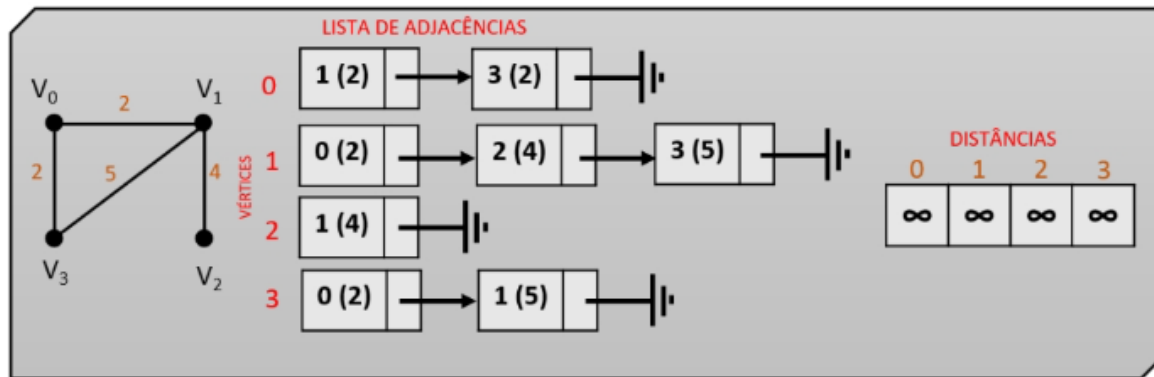 LISTA DE ADJACÊNCIAS
0 1 (2) 3 (2)
V0 2 V1
1 0 (2) 2 (4) 3 (5)
2 5 4
VÉRTICES
2 1 (4)
V3 V2
3 0 (2) 1 (5)
DISTÂNCIAS
0 1 2 3
∞ ∞ ∞ ∞